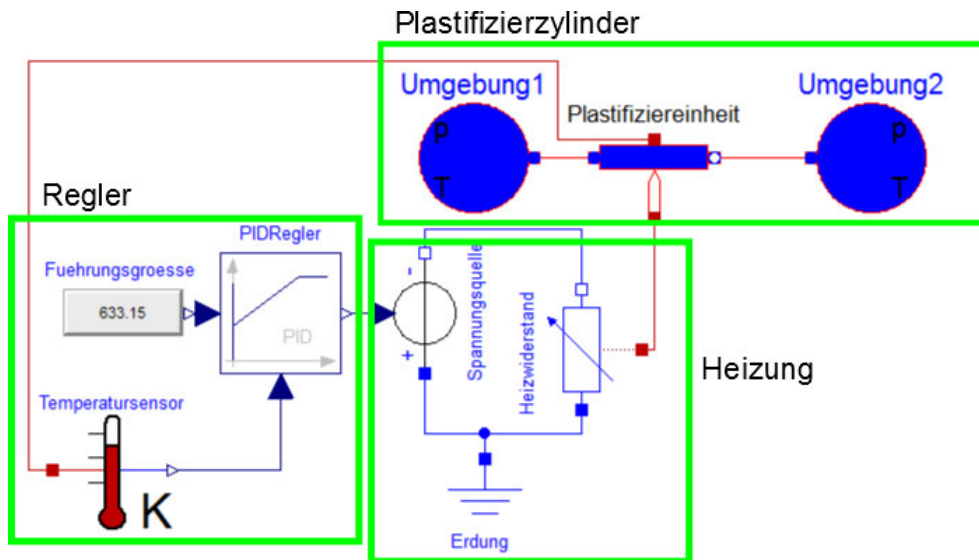 Plastifizierzylinder
Umgebung1
Umgebung2
Plastifiziereinheit
p
T
p
T
Regler
PIDRegler
Fuehrungsgroesse
633.15
PID
Temperatursensor
K
-
+
Spannungsquelle
Heizwiderstand
Heizung
Erdung